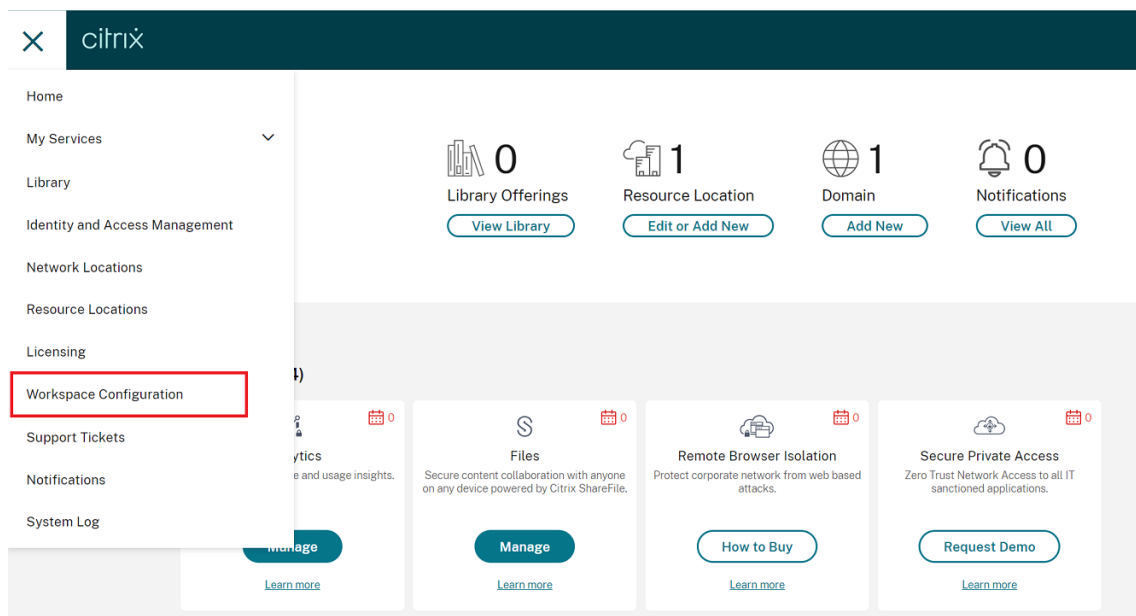 citrix
Home
My Services
Library
Identity and Access Management
Network Locations
Resource Locations
Licensing
Workspace Configuration
Support Tickets
Notifications
System Log
0
Library Offerings
View Library
1
Resource Location
Edit or Add New
1
Domain
Add New
0
Notifications
View All
4)
0
ytics
e and usage insights.
Manage
Learn more
0
Files
Secure content collaboration with anyone
on any device powered by Citrix ShareFile.
Manage
Learn more
0
Remote Browser Isolation
Protect corporate network from web based
attacks.
How to Buy
Learn more
0
Secure Private Access
Zero Trust Network Access to all IT
sanctioned applications.
Request Demo
Learn more